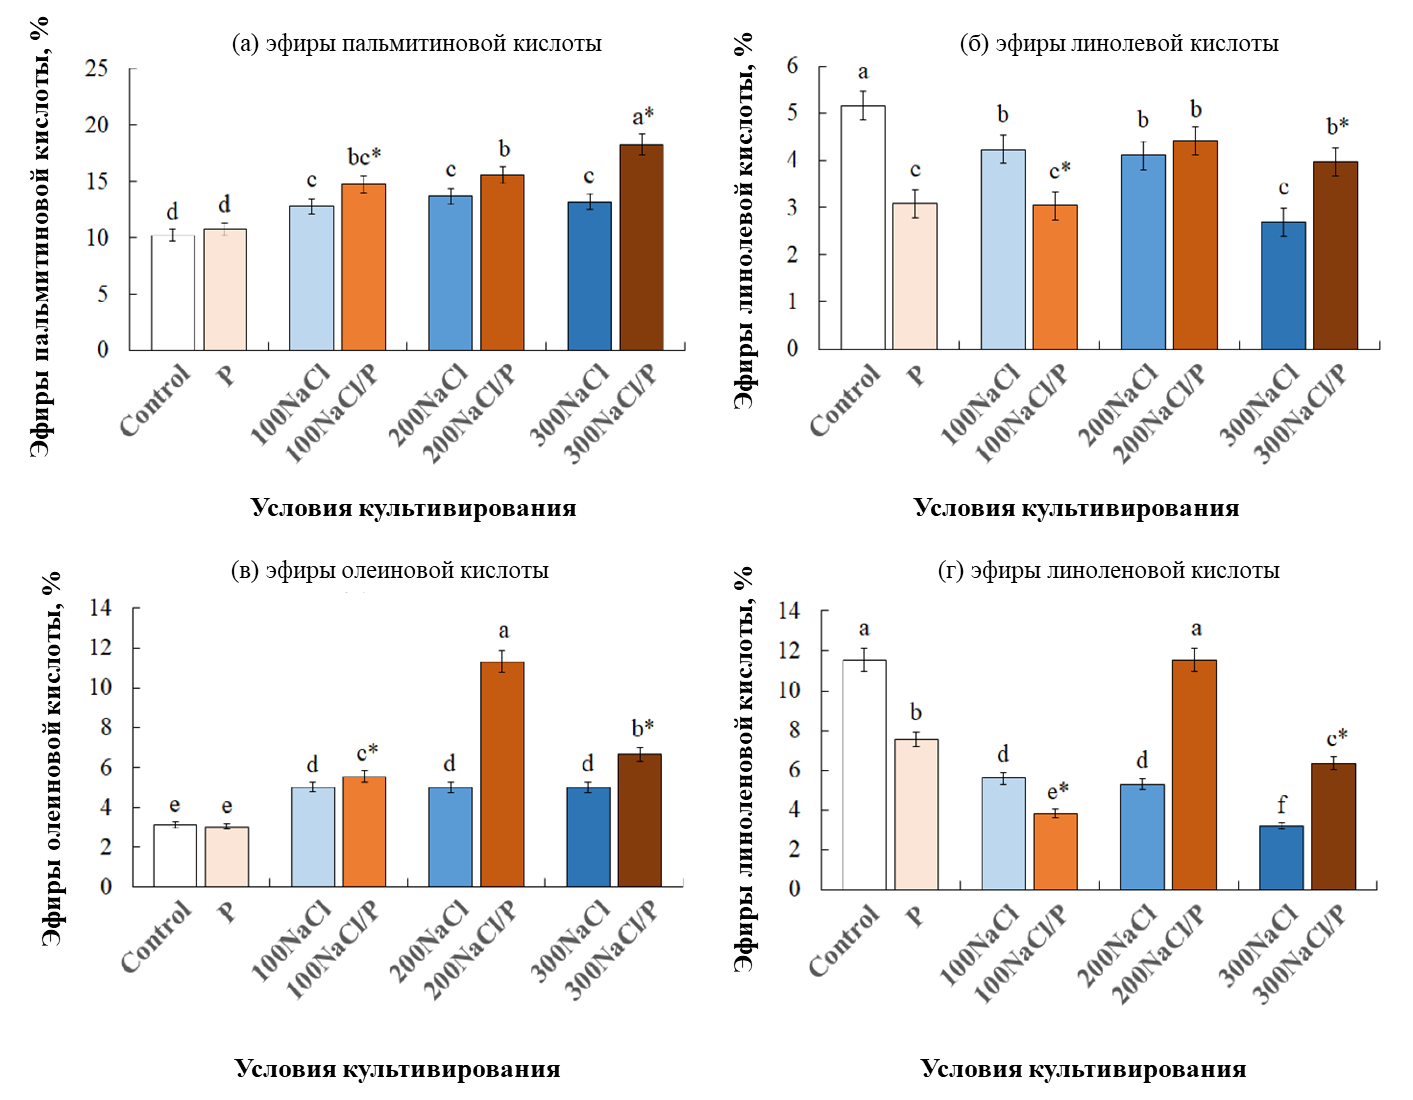 (а) эфиры пальмитиновой кислоты
Эфиры пальмитиновой кислоты, %
25
20
15
10
5
0
d
d
c
bc*
c
b
c
a*
Control
P
100NaCl
100NaCl/P
200NaCl
200NaCl/P
300NaCl
300NaCl/P
Условия культивирования
(б) эфиры линолевой кислоты
Эфиры линолевой кислоты, %
6
5
4
3
2
1
0
a
c
b
c*
b
b
c
b*
Control
P
100NaCl
100NaCl/P
200NaCl
200NaCl/P
300NaCl
300NaCl/P
Условия культивирования
(в) эфиры олеиновой кислоты
Эфиры олеиновой кислоты, %
14
12
10
8
6
4
2
0
e
e
d
c*
d
a
d
b*
Control
P
100NaCl
100NaCl/P
200NaCl
200NaCl/P
300NaCl
300NaCl/P
Условия культивирования
(г) эфиры линоленовой кислоты
Эфиры линоленовой кислоты, %
14
12
10
8
6
4
2
0
a
b
d
e*
d
a
f
c*
Control
P
100NaCl
100NaCl/P
200NaCl
200NaCl/P
300NaCl
300NaCl/P
Условия культивирования